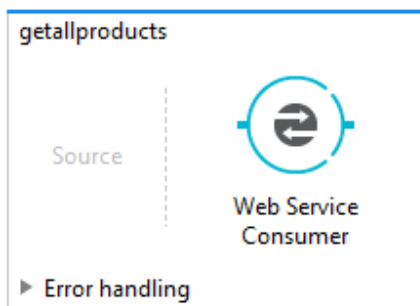 getallproducts
Source
Web Service
Consumer
Error handling